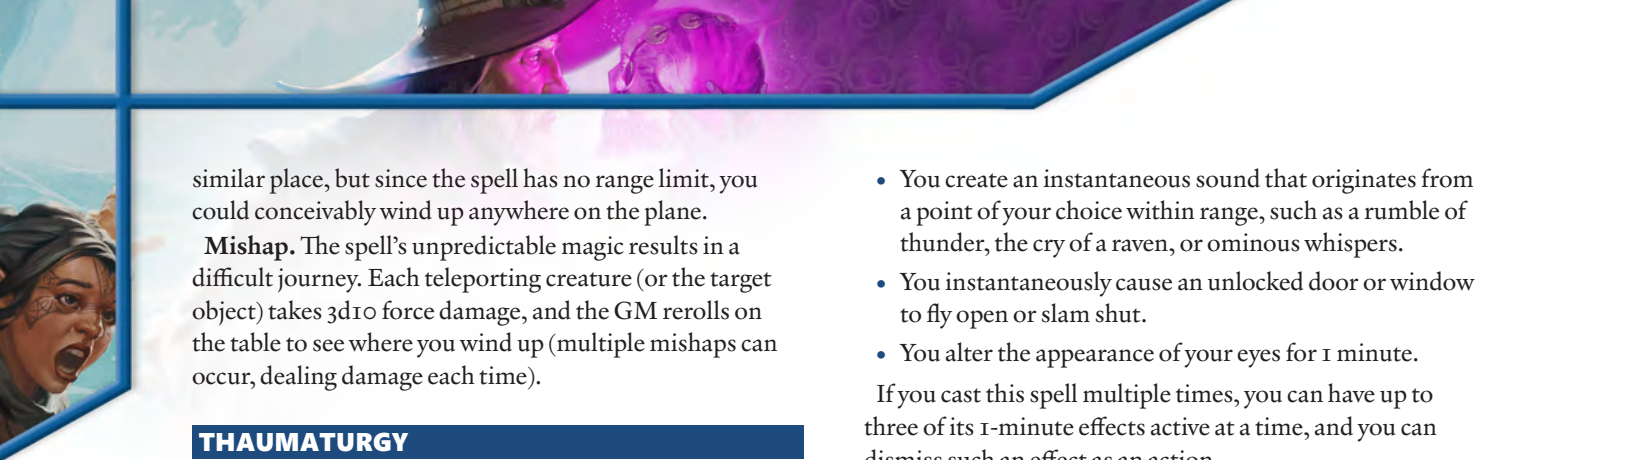 similar place, but since the spell has no range limit, you
could conceivably wind up anywhere on the plane.
Mishap. The spell's unpredictable magic results in a
difficult journey. Each teleporting creature (or the target
object) takes 3d10 force damage, and the GM rerolls on
the table to see where you wind up (multiple mishaps can
occur, dealing damage each time).
THAUMATURGY
• You create an instantaneous sound that originates from
a point of your choice within range, such as a rumble of
thunder, the cry of a raven, or ominous whispers.
• You instantaneously cause an unlocked door or window
to fly open or slam shut.
• You alter the appearance of your eyes for 1 minute.
If you cast this spell multiple times, you can have up to
three of its 1-minute effects active at a time, and you can
dismiss such an effect as an action.